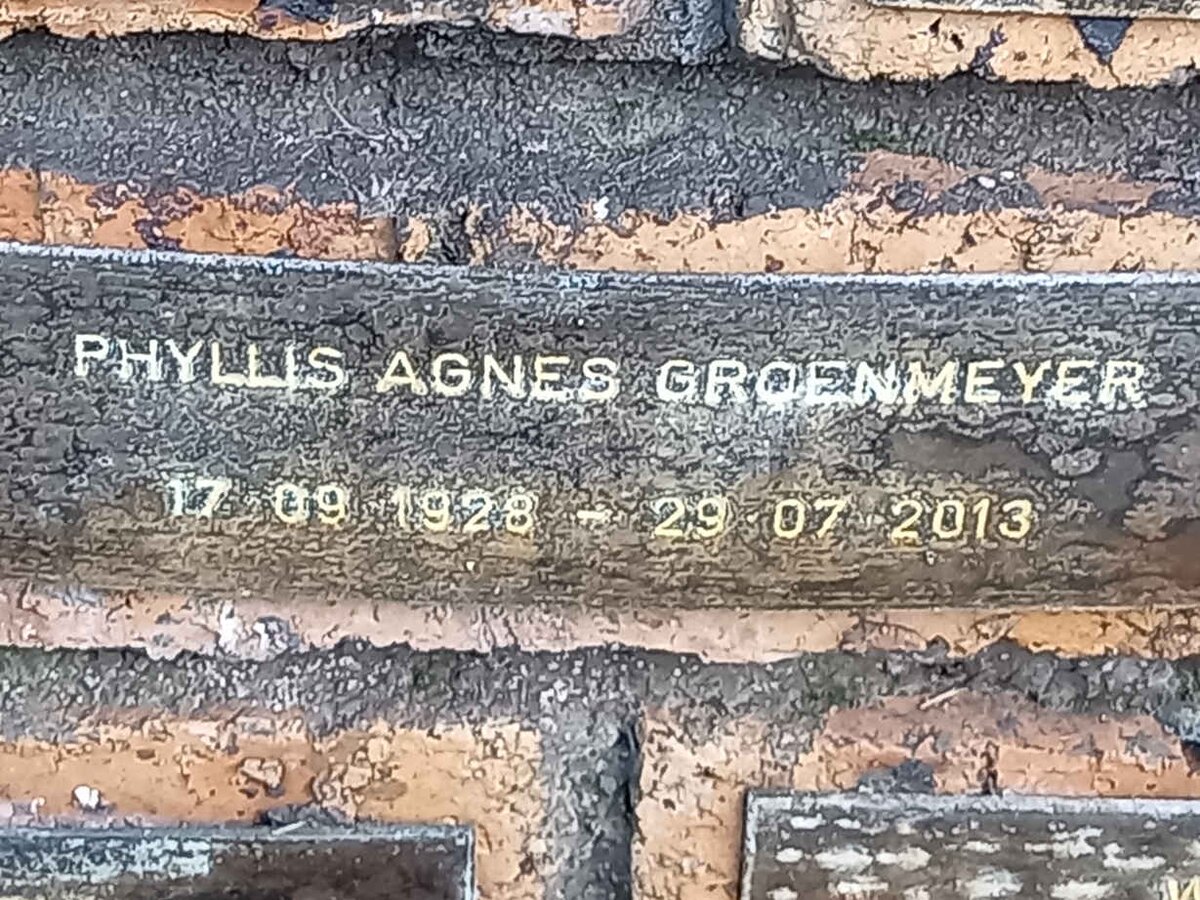 PHYLLIS AGNES GROENMEYER
17 09 1928 - 29 07 2013